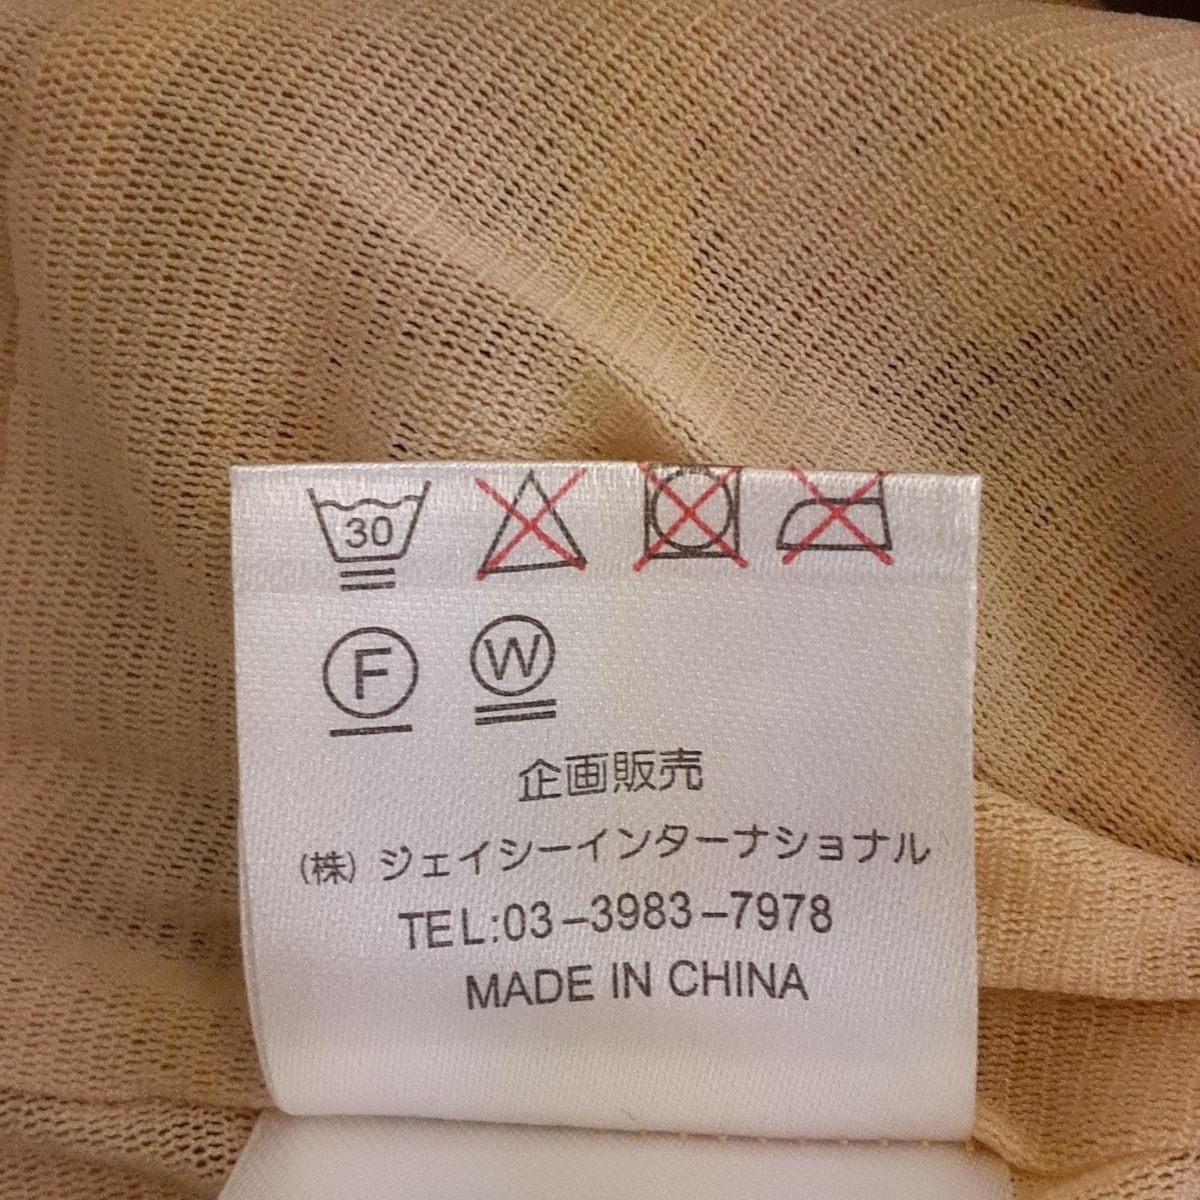 30
F W
企画販売
(株) ジェイシーインターナショナル
TEL:03-3983-7978
MADE IN CHINA